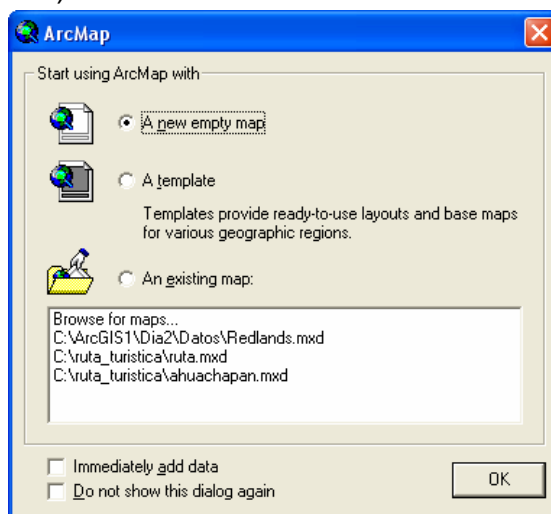 ArcMap
Start using ArcMap with
A new empty map
A template
Templates provide ready-to-use layouts and base maps
for various geographic regions.
An existing map:
Browse for maps...
C:\ArcGIS1\Dia2\Datos\Redlands.mxd
C:\ruta_turistica\ruta.mxd
C:\ruta_turistica\ahuachapan.mxd
Immediately add data
Do not show this dialog again
OK